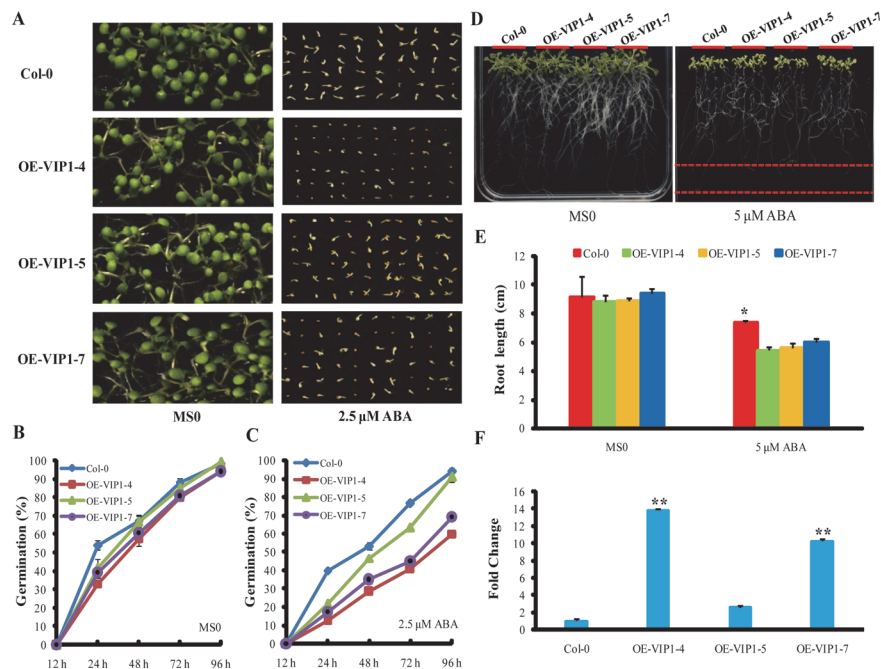 A
Col-0
OE-VIP1-4
OE-VIP1-5
OE-VIP1-7
MS0
2.5 μM ABA
B
Germination (%)
100
90
80
70
60
50
40
30
20
10
0
Col-0
OE-VIP1-4
OE-VIP1-5
OE-VIP1-7
MS0
12 h 24 h 48 h 72 h 96 h
C
Germination (%)
100
90
80
70
60
50
40
30
20
10
0
Col-0
OE-VIP1-4
OE-VIP1-5
OE-VIP1-7
2.5 μM ABA
12 h 24 h 48 h 72 h 96 h
D
Col-0 OE-VIP1-4 OE-VIP1-5 OE-VIP1-7
Col-0 OE-VIP1-4 OE-VIP1-5 OE-VIP1-7
MS0
5 μM ABA
E
Root length (cm)
Col-0 OE-VIP1-4 OE-VIP1-5 OE-VIP1-7
12
10
8
6
4
2
0
*
MS0
5 μM ABA
F
Fold Change
16
14
12
10
8
6
4
2
0
**
**
Col-0 OE-VIP1-4 OE-VIP1-5 OE-VIP1-7